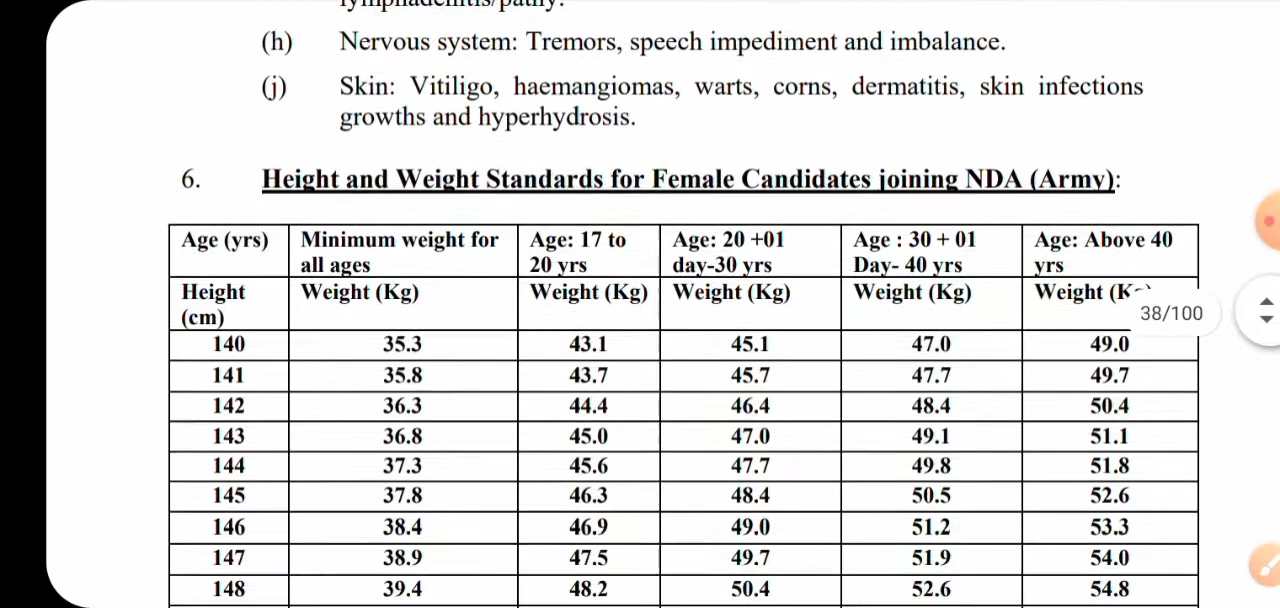 (h) Nervous system: Tremors, speech impediment and imbalance.
(j) Skin: Vitiligo, haemangiomas, warts, corns, dermatitis, skin infections
growths and hyperhydrosis.
6. Height and Weight Standards for Female Candidates joining NDA (Army):
Age (yrs) Minimum weight for all ages Age: 17 to 20 yrs Age: 20 +01 day-30 yrs Age : 30 + 01 Day- 40 yrs Age: Above 40 yrs
Height (cm) Weight (Kg) Weight (Kg) Weight (Kg) Weight (Kg) Weight
38/100
140 35.3 43.1 45.1 47.0 49.0
141 35.8 43.7 45.7 47.7 49.7
142 36.3 44.4 46.4 48.4 50.4
143 36.8 45.0 47.0 49.1 51.1
144 37.3 45.6 47.7 49.8 51.8
145 37.8 46.3 48.4 50.5 52.6
146 38.4 46.9 49.0 51.2 53.3
147 38.9 47.5 49.7 51.9 54.0
148 39.4 48.2 50.4 52.6 54.8